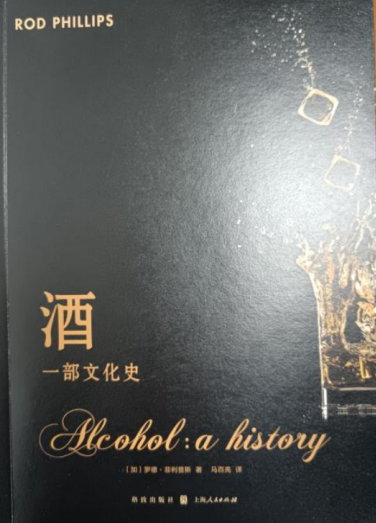 ROD PHILLIPS
酒
一部文化史
Alcohol: a history
[加] 罗德·菲利普斯 著 马百亮 译
格致出版社 上海人民出版社